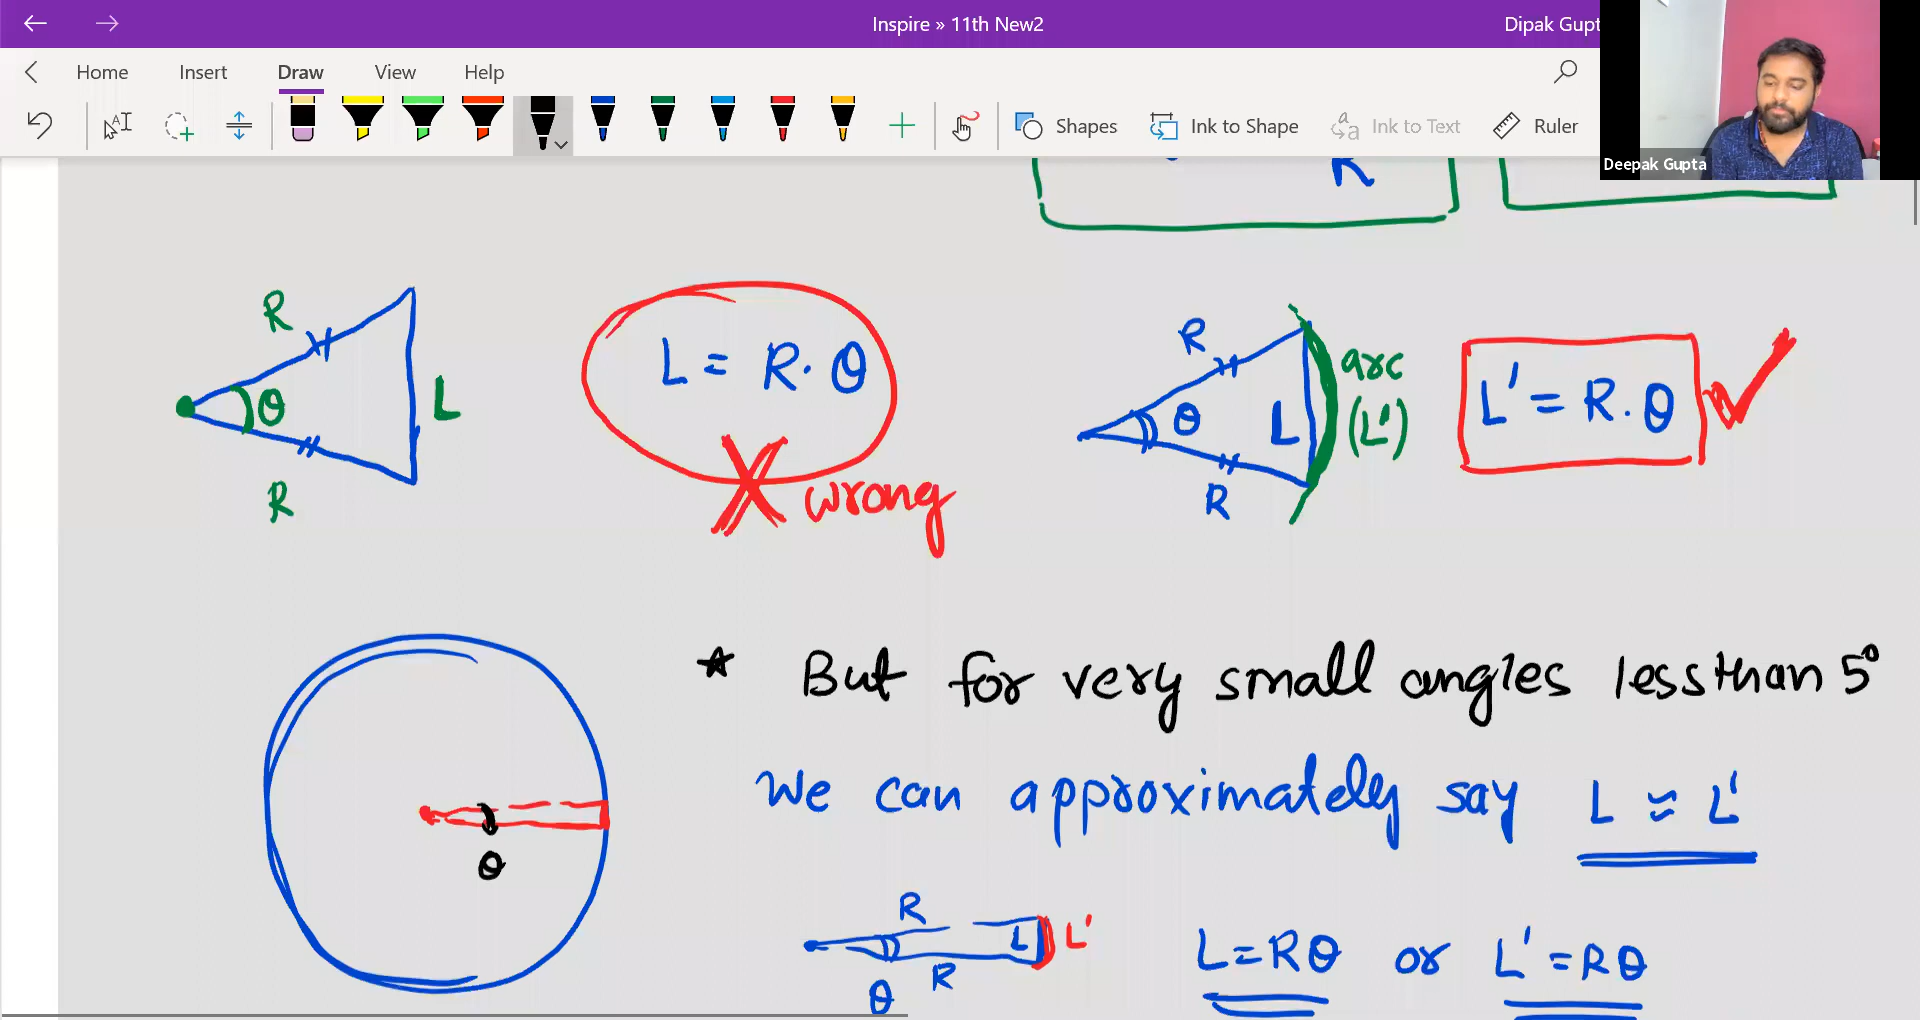 Inspire » 11th New2
Dipak Gupt
Home Insert Draw View Help
Shapes Ink to Shape Ink to Text Ruler
Deepak Gupta
R
R
θ
L
R
L = R·θ
wrong
R
θ
L
R
arc
(L')
L' = R·θ
* But for very small angles less than 5°
We can approximately say L ≈ L'
θ
R
L
L'
R
θ
L=Rθ or L'=Rθ